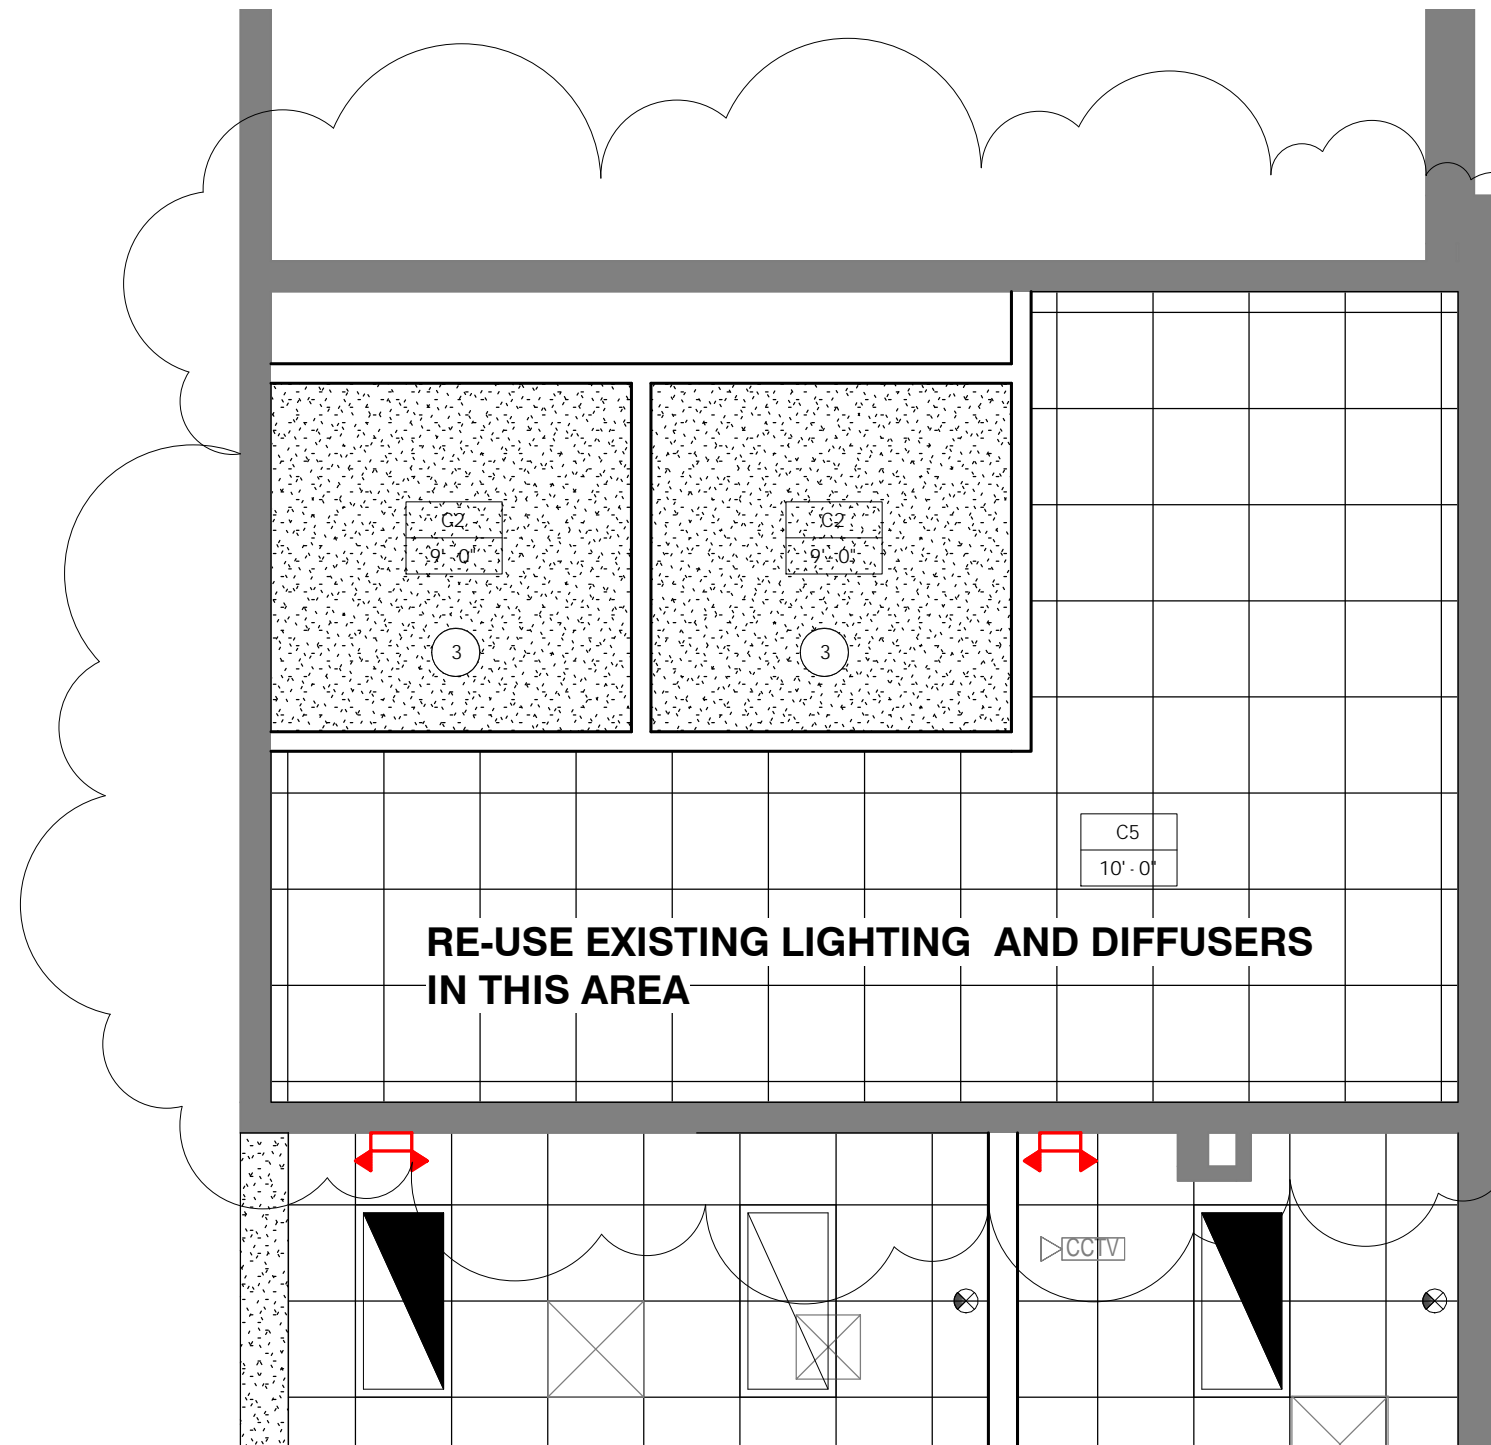 C2
9' - 0"
C2
9' - 0"
3
3
C5
10' - 0"
RE-USE EXISTING LIGHTING AND DIFFUSERS
IN THIS AREA
CCTV